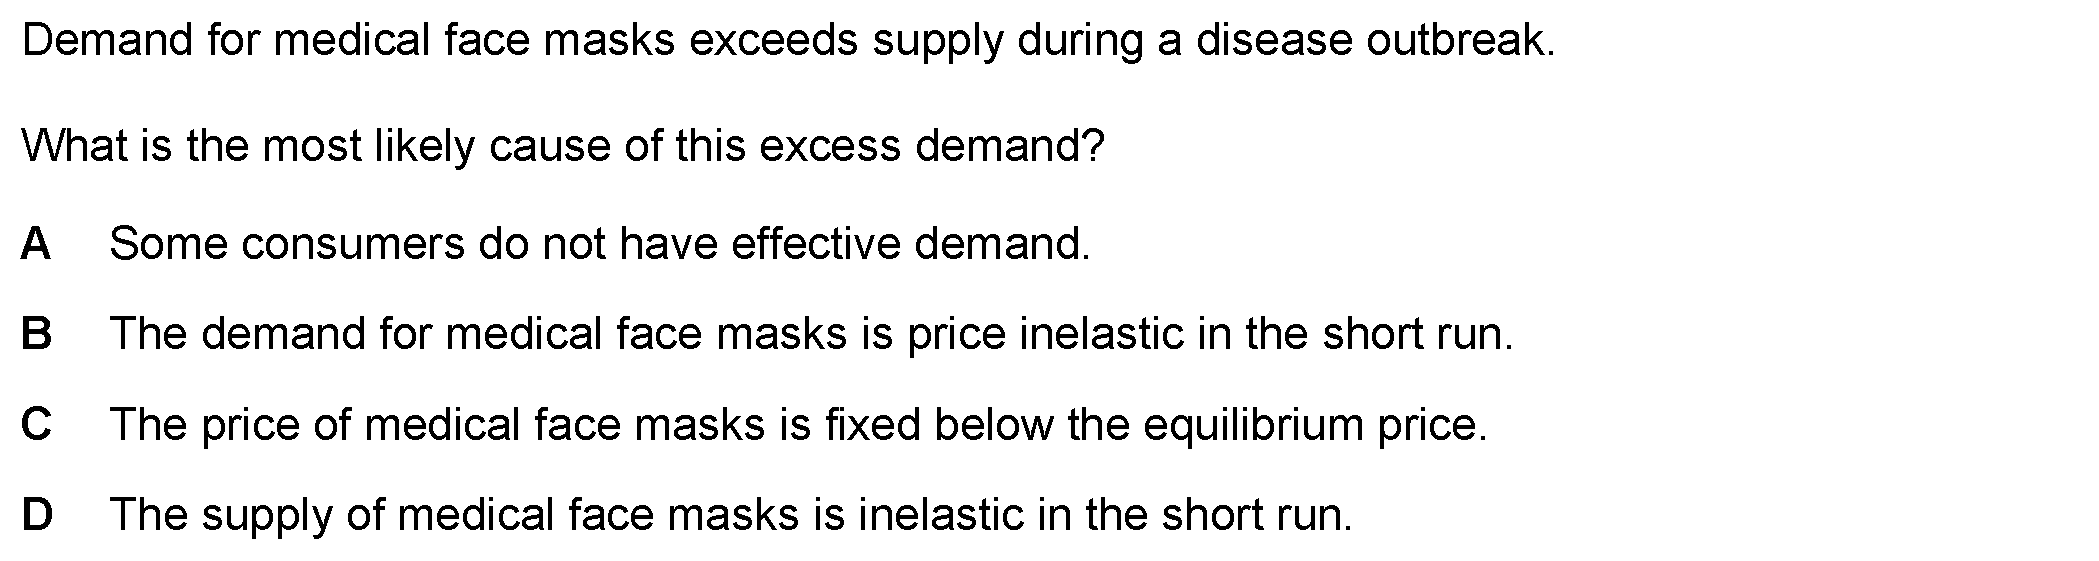 Demand for medical face masks exceeds supply during a disease outbreak.
What is the most likely cause of this excess demand?
A Some consumers do not have effective demand.
B The demand for medical face masks is price inelastic in the short run.
C The price of medical face masks is fixed below the equilibrium price.
D The supply of medical face masks is inelastic in the short run.